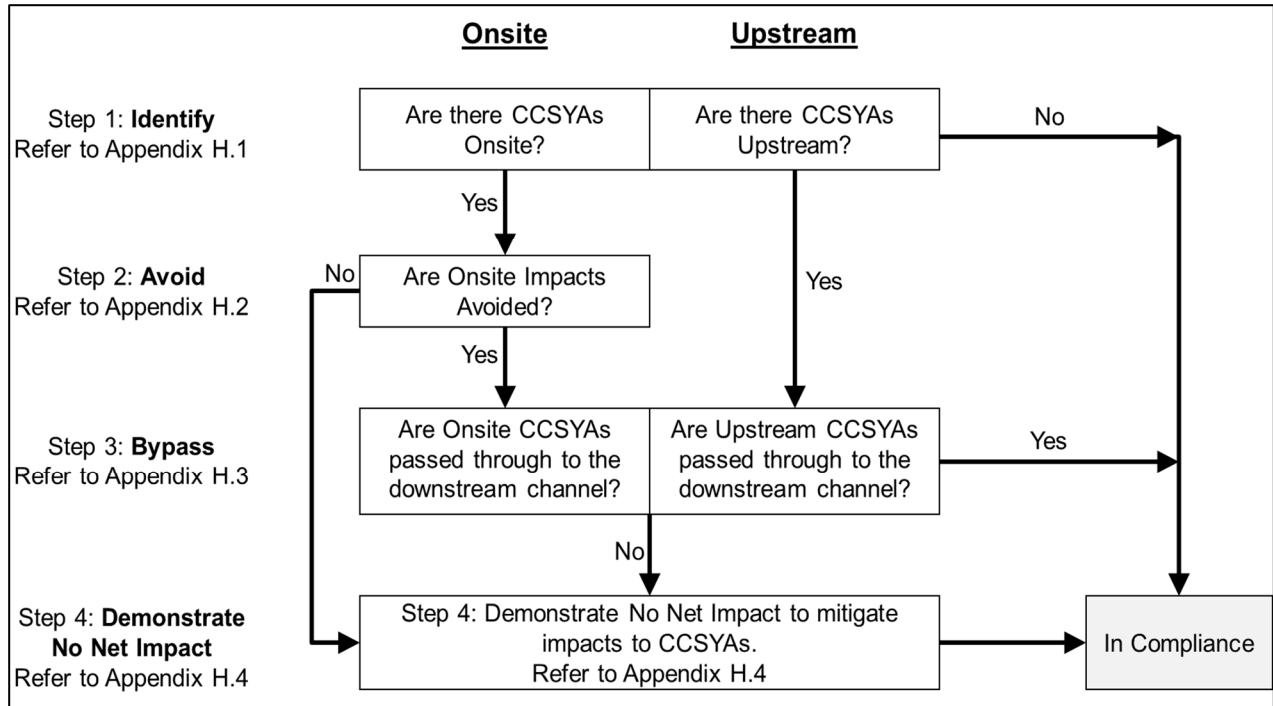 Onsite
Upstream
Step 1: Identify
Refer to Appendix H.1
Are there CCSYAs
Onsite?
Are there CCSYAs
Upstream?
No
Yes
Step 2: Avoid
Refer to Appendix H.2
No
Are Onsite Impacts
Avoided?
Yes
Yes
Step 3: Bypass
Refer to Appendix H.3
Are Onsite CCSYAs
passed through to the
downstream channel?
Are Upstream CCSYAs
passed through to the
downstream channel?
Yes
No
Step 4: Demonstrate
No Net Impact
Refer to Appendix H.4
Step 4: Demonstrate No Net Impact to mitigate
impacts to CCSYAs.
Refer to Appendix H.4
In Compliance